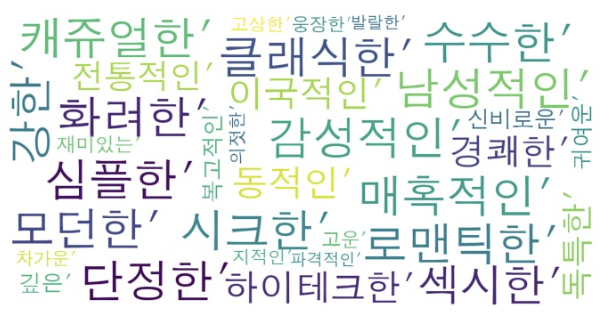 고상한’ 웅장한’ 발랄한’
캐쥬얼한’ 클래식한’ 수수한’
전통적인’ 이국적인’ 남성적인’
강한’ 화려한’ 감성적인’ 신비로운’ 귀여운’
재미있는’ 복고적인’ 의젓한’ 경쾌한’
심플한’ 동적인’ 매혹적인’
모던한’ 시크한’ 고운’ 로맨틱한’ 독특한’
차가운’ 지적인’ 파격적인’
깊은’ 단정한’ 하이테크한’ 섹시한’